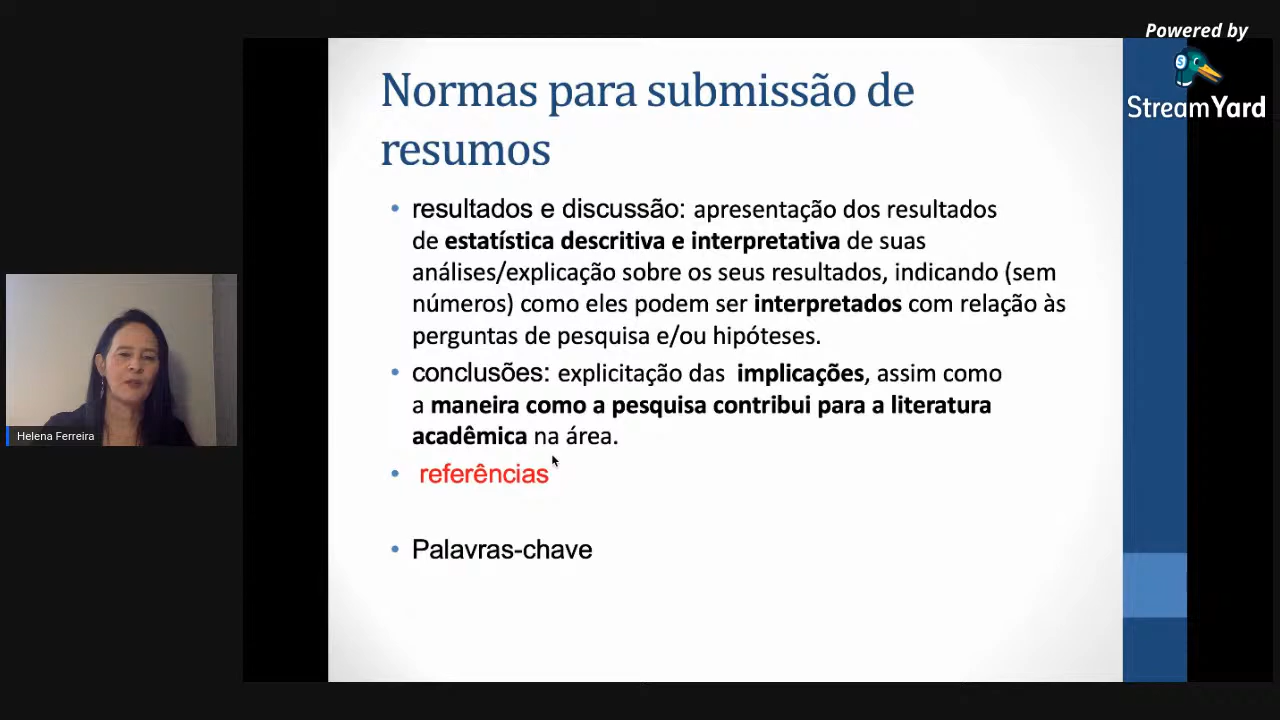 Powered by
StreamYard
Normas para submissão de
resumos
• resultados e discussão: apresentação dos resultados
de estatística descritiva e interpretativa de suas
análises/explicação sobre os seus resultados, indicando (sem
números) como eles podem ser interpretados com relação às
perguntas de pesquisa e/ou hipóteses.
• conclusões: explicitação das implicações, assim como
a maneira como a pesquisa contribui para a literatura
acadêmica na área.
• referências
• Palavras-chave
Helena Ferreira